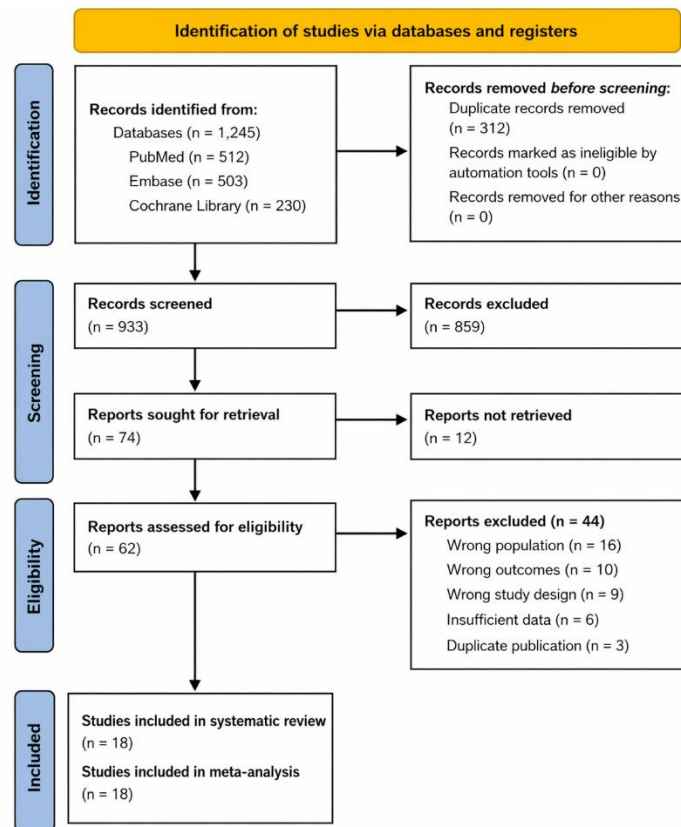 Identification of studies via databases and registers
Identification
Records identified from:
Databases (n = 1,245)
PubMed (n = 512)
Embase (n = 503)
Cochrane Library (n = 230)
Records removed before screening:
Duplicate records removed
(n = 312)
Records marked as ineligible by
automation tools (n = 0)
Records removed for other reasons
(n = 0)
Screening
Records screened
(n = 933)
Records excluded
(n = 859)
Reports sought for retrieval
(n = 74)
Reports not retrieved
(n = 12)
Eligibility
Reports assessed for eligibility
(n = 62)
Reports excluded (n = 44)
Wrong population (n = 16)
Wrong outcomes (n = 10)
Wrong study design (n = 9)
Insufficient data (n = 6)
Duplicate publication (n = 3)
Included
Studies included in systematic review
(n = 18)
Studies included in meta-analysis
(n = 18)